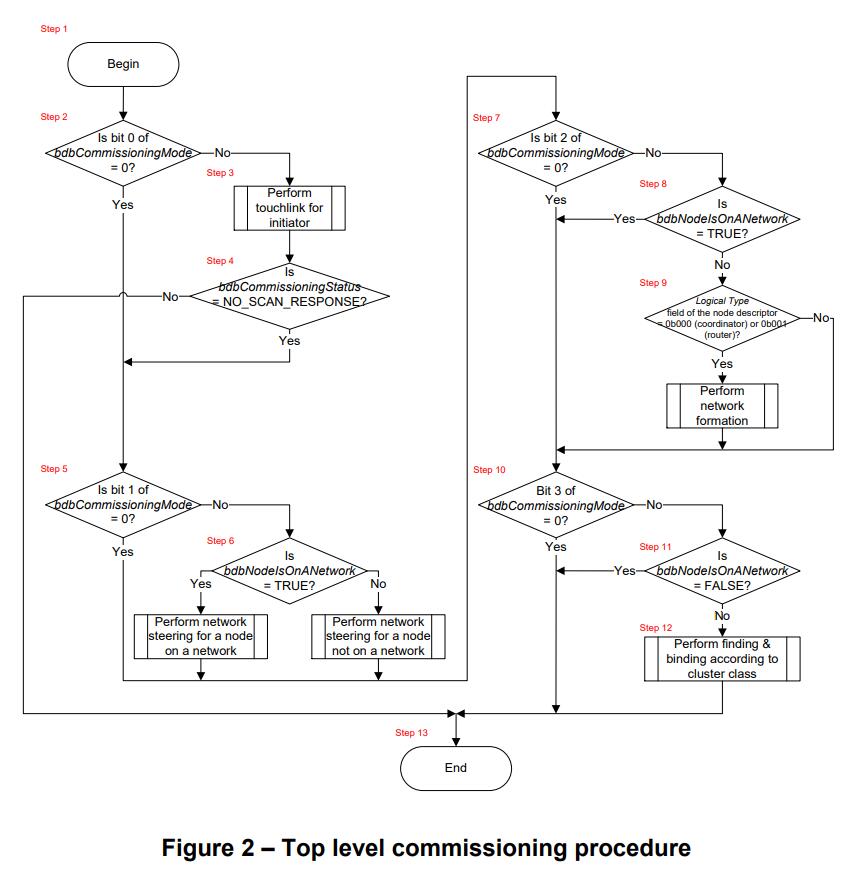 Step 1
Begin
Step 2
Is bit 0 of
bdbCommissioningMode
= 0?
No
Yes
Step 3
Perform
touchlink for
initiator
Step 4
Is
bdbCommissioningStatus
= NO_SCAN_RESPONSE?
No
Yes
Step 5
Is bit 1 of
bdbCommissioningMode
= 0?
No
Yes
Step 6
Is
bdbNodeIsOnANetwork
= TRUE?
Yes
No
Perform network
steering for a node
on a network
Perform network
steering for a node
not on a network
Step 7
Is bit 2 of
bdbCommissioningMode
= 0?
No
Yes
Step 8
Is
bdbNodeIsOnANetwork
= TRUE?
Yes
No
Step 9
Logical Type
field of the node descriptor
= 0b000 (coordinator) or 0b001
(router)?
No
Yes
Perform
network
formation
Step 10
Bit 3 of
bdbCommissioningMode
= 0?
No
Yes
Step 11
Is
bdbNodeIsOnANetwork
= FALSE?
Yes
No
Step 12
Perform finding &
binding according to
cluster class
Step 13
End
Figure 2 – Top level commissioning procedure